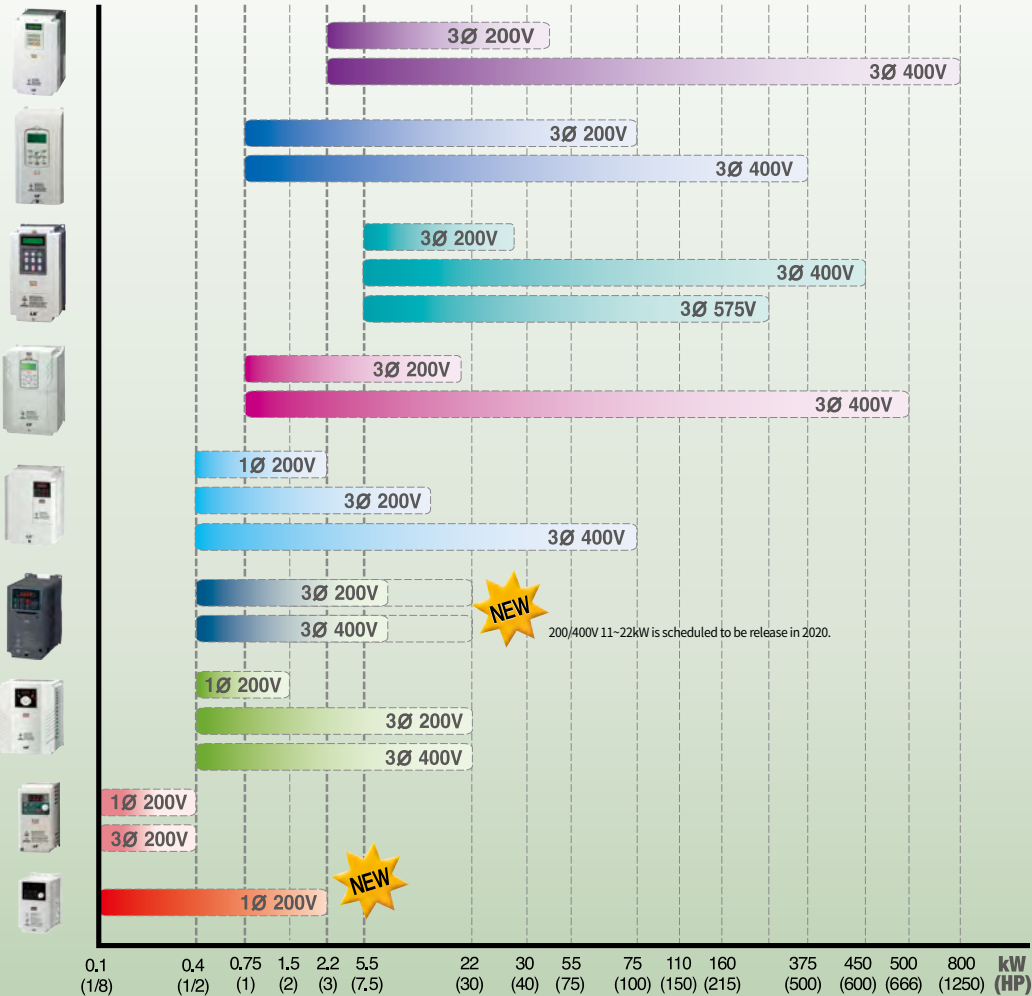 3Ø 200V
3Ø 400V
3Ø 200V
3Ø 400V
3Ø 200V
3Ø 400V
3Ø 575V
3Ø 200V
3Ø 400V
1Ø 200V
3Ø 200V
3Ø 400V
3Ø 200V
3Ø 400V
NEW
200/400V 11~22kW is scheduled to be release in 2020.
1Ø 200V
3Ø 200V
3Ø 400V
1Ø 200V
3Ø 200V
1Ø 200V
NEW
0.1 0.4 0.75 1.5 2.2 5.5 22 30 55 75 110 160 375 450 500 800 kW
(1/8) (1/2) (1) (2) (3) (7.5) (30) (40) (75) (100) (150) (215) (500) (600) (666) (1250) (HP)